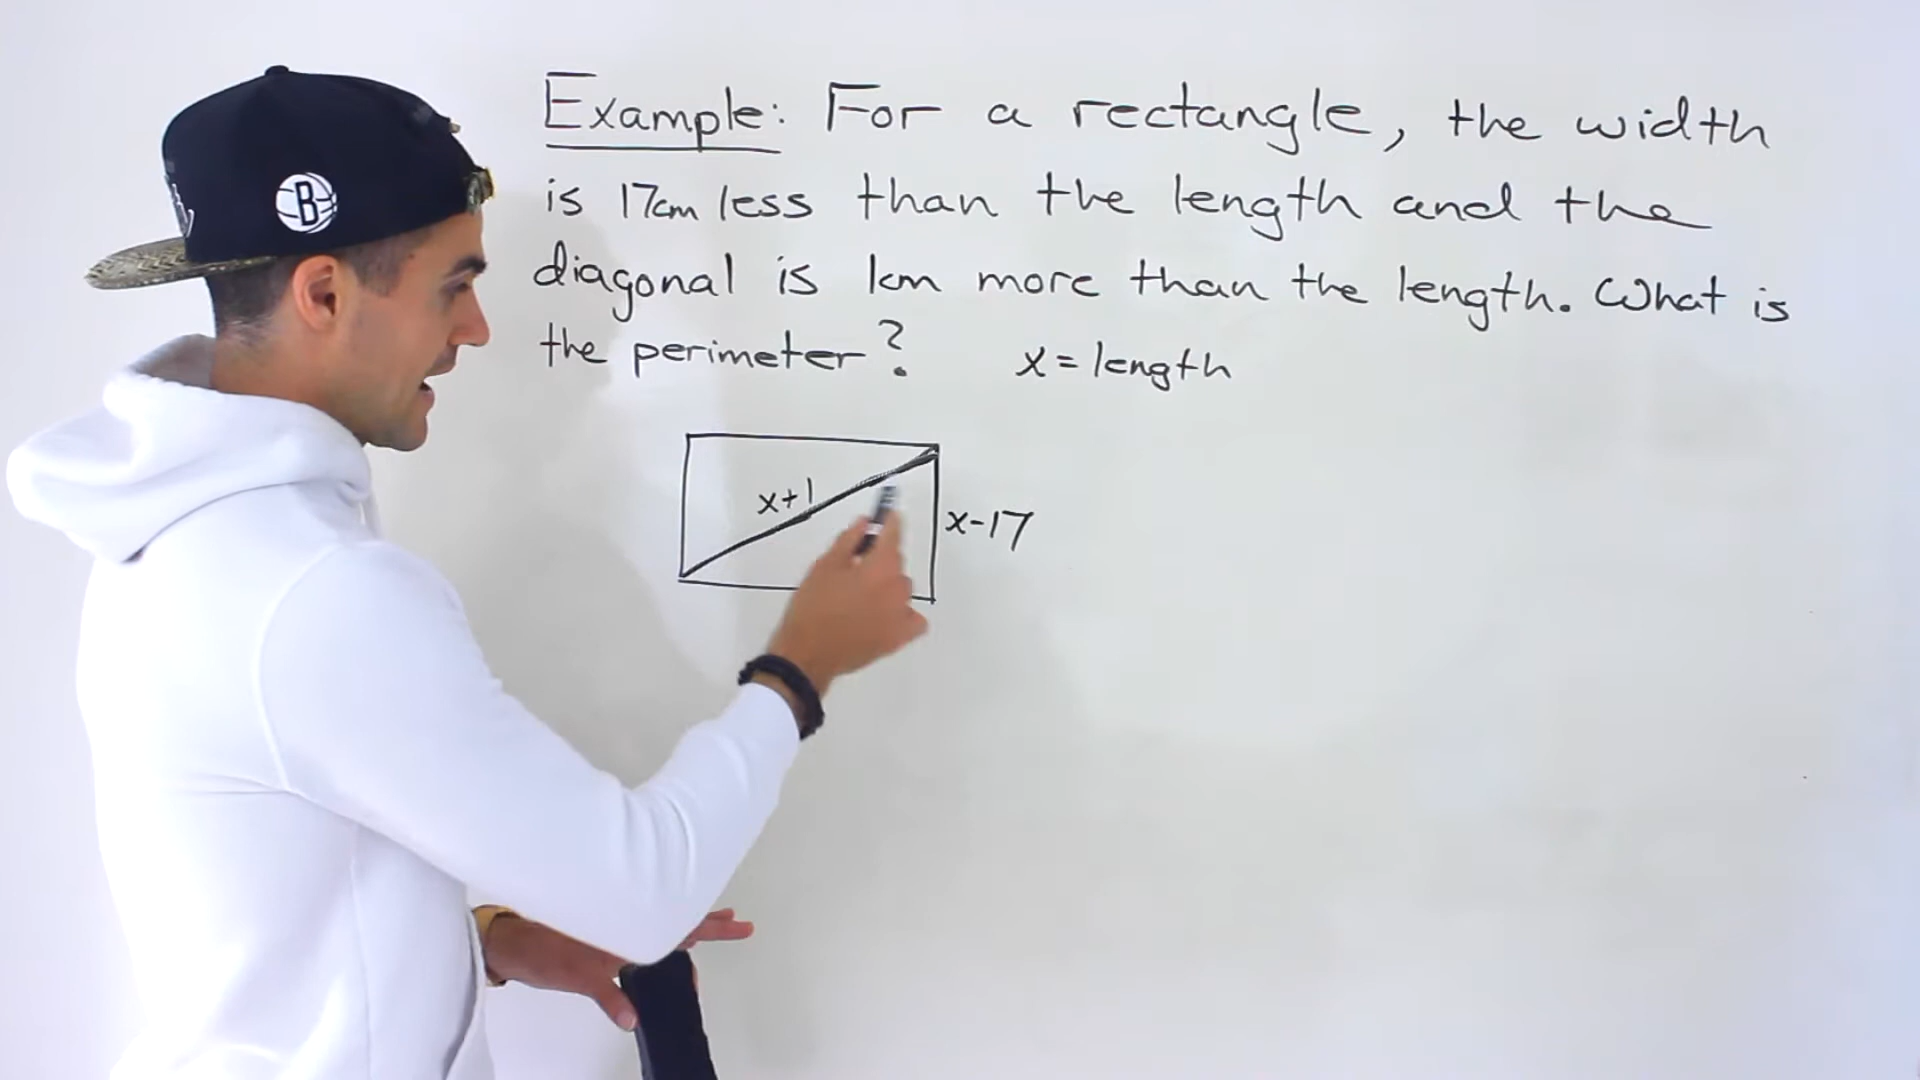 Example: For a rectangle, the width
is 17cm less than the length and the
diagonal is 1cm more than the length. What is
the perimeter? x = length
x+1
x-17
B